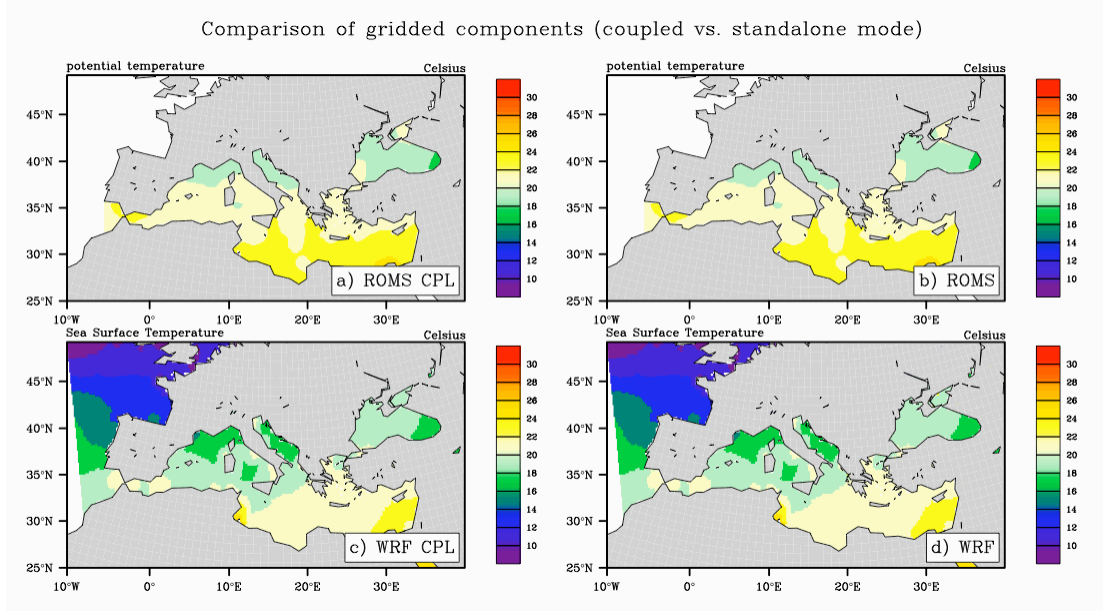 Comparison of gridded components (coupled vs. standalone mode)
potential temperature Celsius
45°N
40°N
35°N
30°N
25°N
10°W 0° 10°E 20°E 30°E
30
28
26
24
22
20
18
16
14
12
10
a) ROMS CPL
potential temperature Celsius
45°N
40°N
35°N
30°N
25°N
10°W 0° 10°E 20°E 30°E
30
28
26
24
22
20
18
16
14
12
10
b) ROMS
Sea Surface Temperature Celsius
45°N
40°N
35°N
30°N
25°N
10°W 0° 10°E 20°E 30°E
30
28
26
24
22
20
18
16
14
12
10
c) WRF CPL
Sea Surface Temperature Celsius
45°N
40°N
35°N
30°N
25°N
10°W 0° 10°E 20°E 30°E
30
28
26
24
22
20
18
16
14
12
10
d) WRF